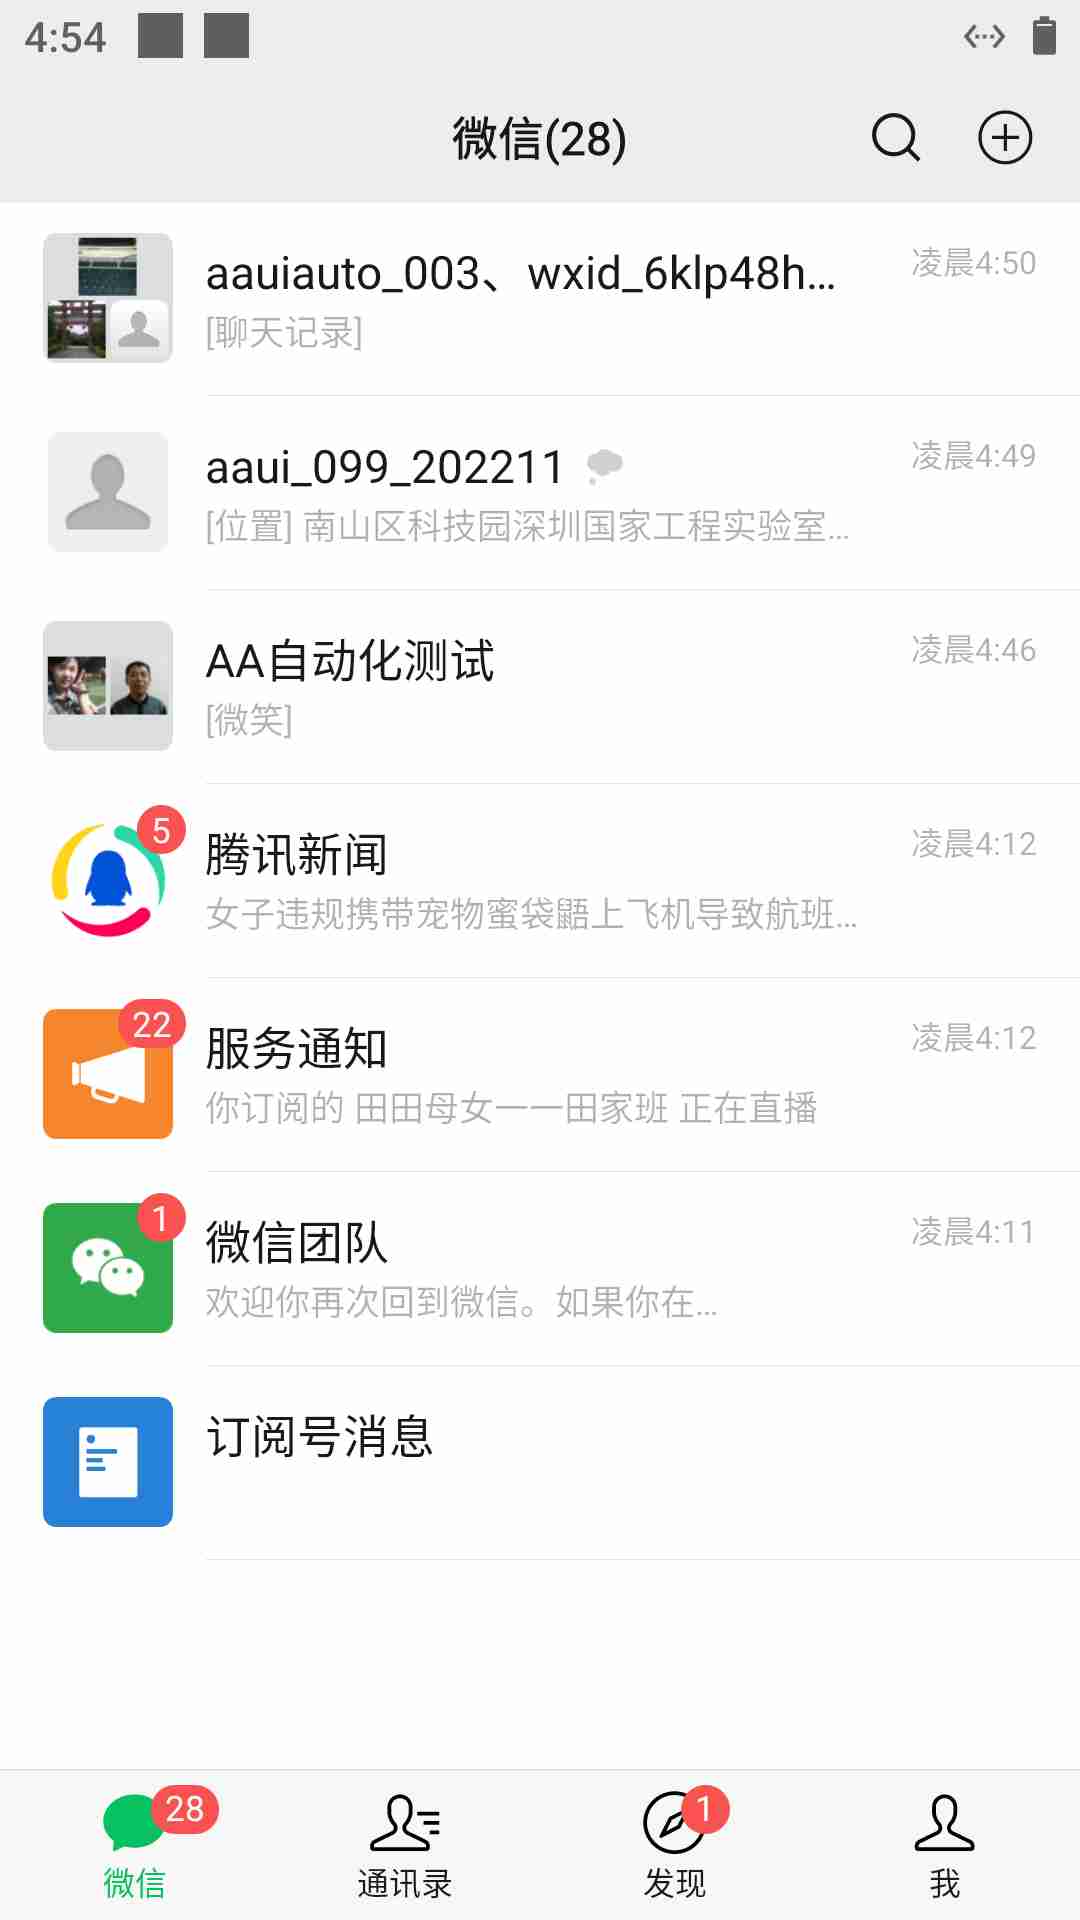 4:54
微信(28)
aauiauto_003、wxid_6klp48h...
凌晨4:50
[聊天记录]
aaui_099_202211
凌晨4:49
[位置] 南山区科技园深圳国家工程实验室...
AA自动化测试
凌晨4:46
[微笑]
5
腾讯新闻
凌晨4:12
女子违规携带宠物蜜袋鼯上飞机导致航班...
22
服务通知
凌晨4:12
你订阅的 田田母女一一田家班 正在直播
1
微信团队
凌晨4:11
欢迎你再次回到微信。如果你在...
订阅号消息
28
1
微信
通讯录
发现
我